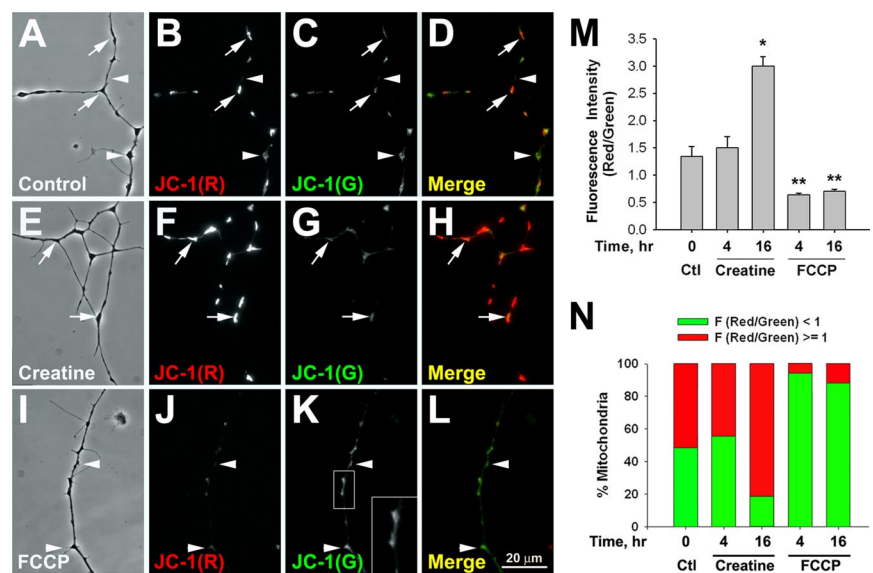 A
B
C
D
Control
JC-1(R)
JC-1(G)
Merge
E
F
G
H
Creatine
JC-1(R)
JC-1(G)
Merge
I
J
K
L
FCCP
JC-1(R)
JC-1(G)
Merge
20 μm
M
Fluorescence Intensity
(Red/Green)
3.5
3.0
2.5
2.0
1.5
1.0
0.5
0.0
*
** **
Time, hr 0 4 16 4 16
Ctl Creatine FCCP
N
F (Red/Green) < 1
F (Red/Green) >= 1
% Mitochondria
100
80
60
40
20
0
Time, hr 0 4 16 4 16
Ctl Creatine FCCP